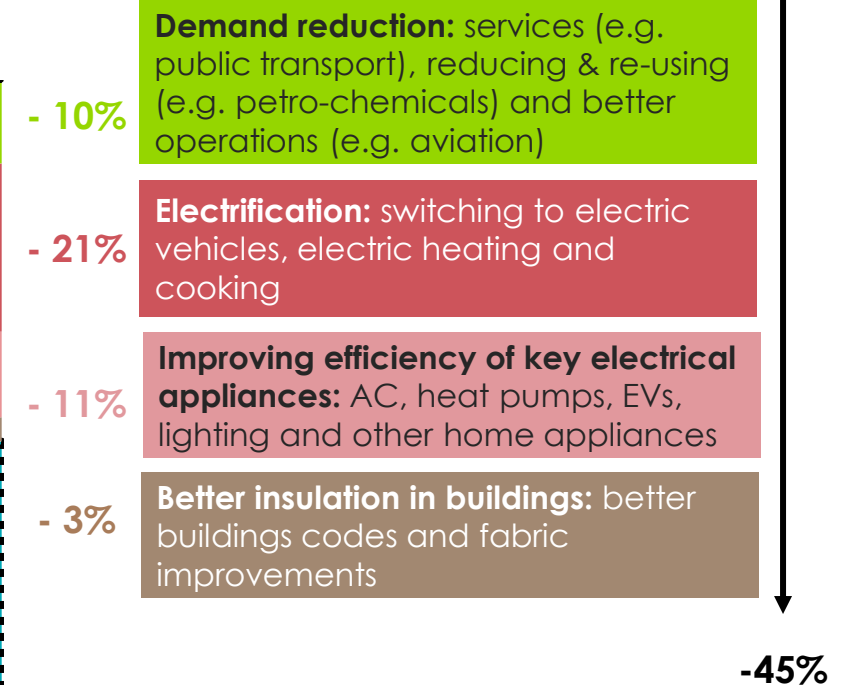 Demand reduction: services (e.g.
public transport), reducing & re-using
(e.g. petro-chemicals) and better
operations (e.g. aviation)
- 10%
Electrification: switching to electric
vehicles, electric heating and
cooking
- 21%
Improving efficiency of key electrical
appliances: AC, heat pumps, EVs,
lighting and other home appliances
- 11%
Better insulation in buildings: better
buildings codes and fabric
improvements
- 3%
-45%